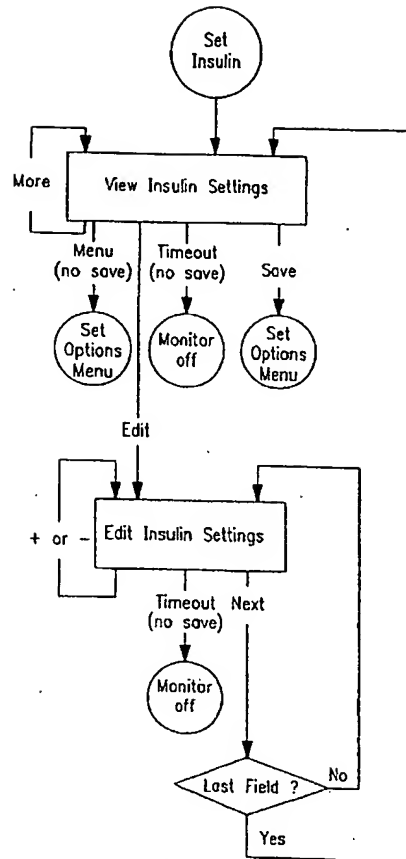 Set
Insulin
More
View Insulin Settings
Menu
(no save)
Timeout
(no save)
Save
Set
Options
Menu
Monitor
off
Set
Options
Menu
Edit
+ or -
Edit Insulin Settings
Timeout
(no save)
Next
Monitor
off
Last Field ?
No
Yes